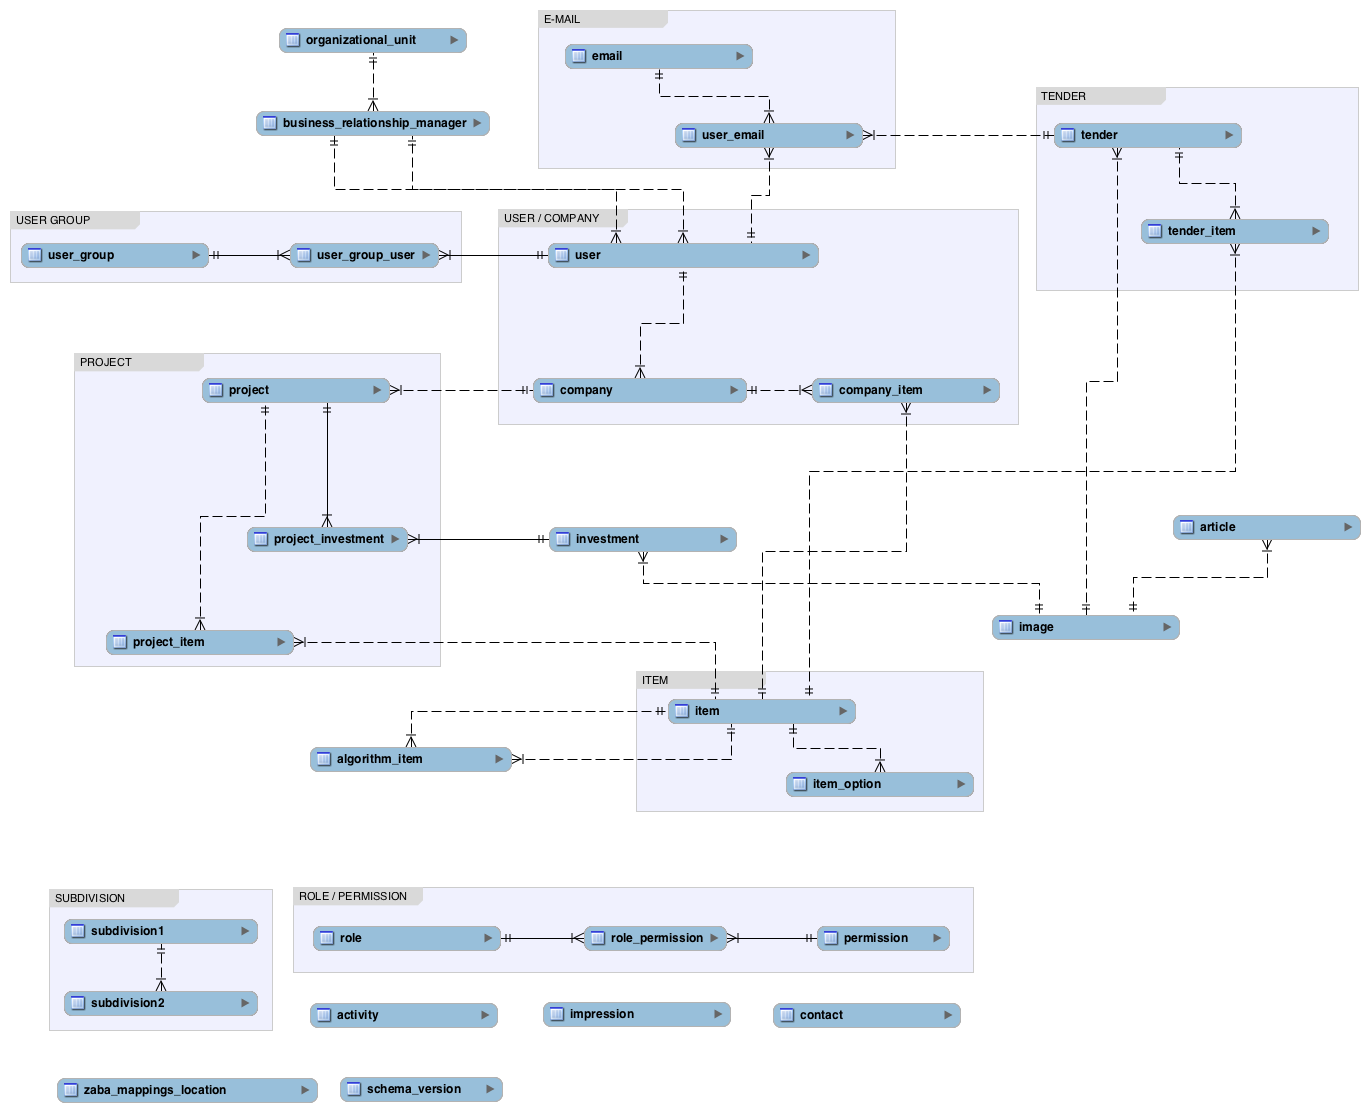 E-MAIL
organizational_unit
email
TENDER
business_relationship_manager
user_email
tender
USER GROUP
USER / COMPANY
tender_item
user_group
user_group_user
user
PROJECT
project
company
company_item
article
project_investment
investment
image
project_item
ITEM
item
algorithm_item
item_option
SUBDIVISION
ROLE / PERMISSION
subdivision1
role
role_permission
permission
subdivision2
activity
impression
contact
zaba_mappings_location
schema_version